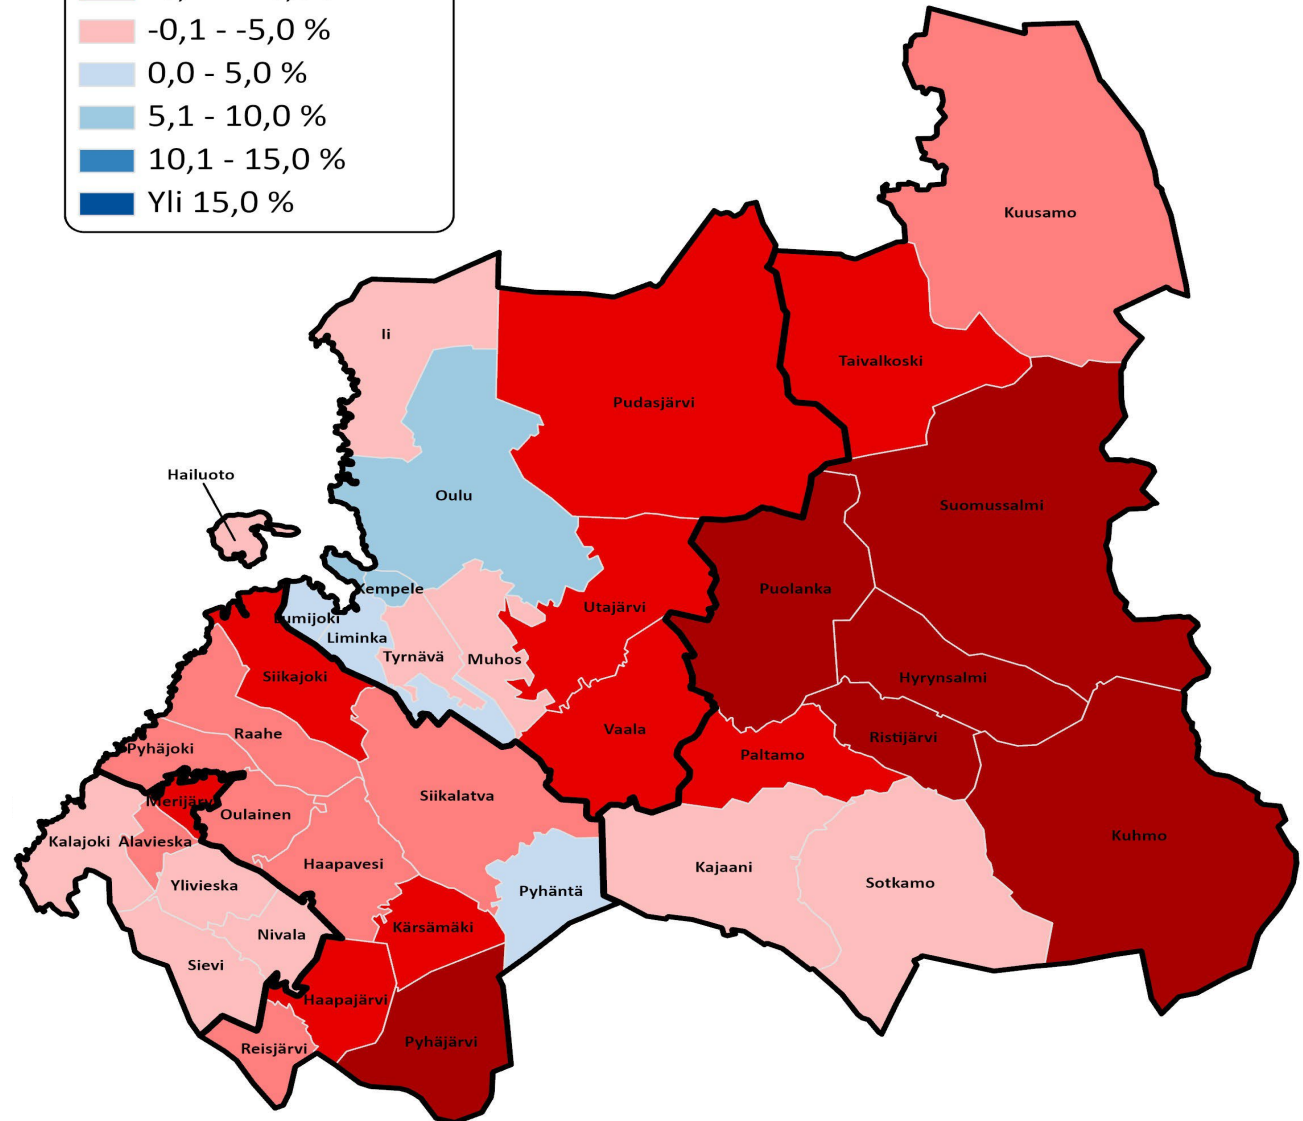 -0,1 - -5,0 %
0,0 - 5,0 %
5,1 - 10,0 %
10,1 - 15,0 %
Yli 15,0 %
Kuusamo
Ii
Taivalkoski
Pudasjärvi
Hailuoto
Oulu
Suomussalmi
Kempele
Puolanka
Utajärvi
Lumijoki
Liminka
Tyrnävä
Muhos
Siikajoki
Hyrynsalmi
Raahe
Vaala
Ristijärvi
Pyhäjoki
Paltamo
Siikalatva
Merijärvi
Oulainen
Kuhmo
Kalajoki
Alavieska
Haapavesi
Kajaani
Ylivieska
Pyhäntä
Sotkamo
Kärsämäki
Nivala
Sievi
Haapajärvi
Reisjärvi
Pyhäjärvi